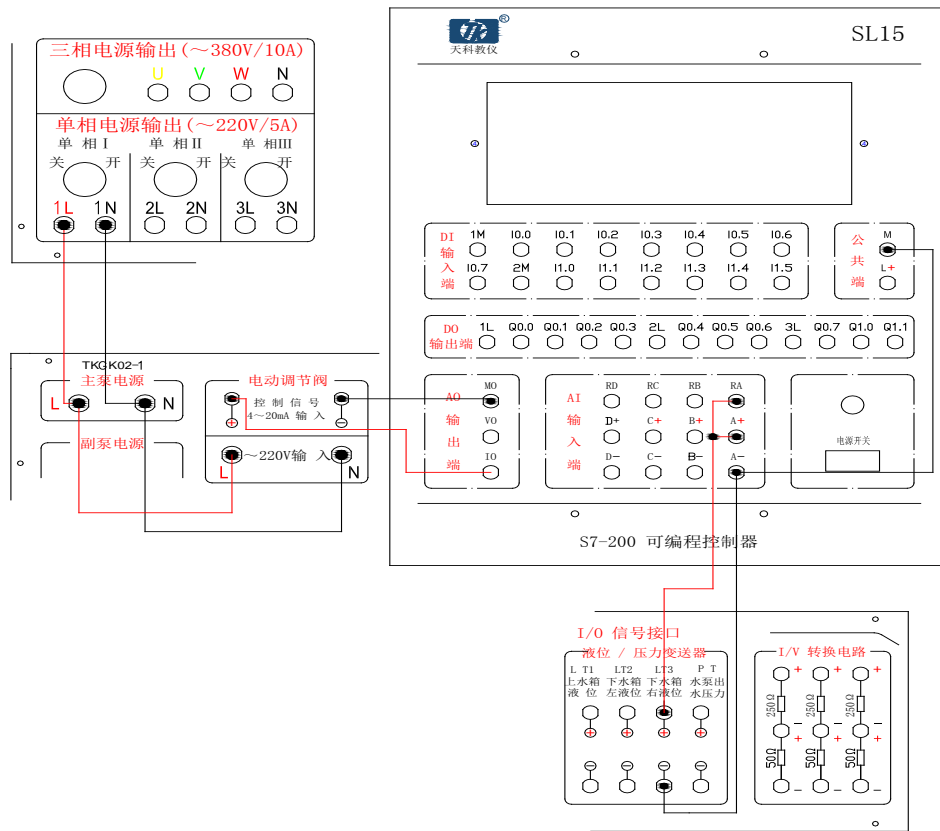 三相电源输出(～380V/10A)
U V W N
单相电源输出(～220V/5A)
单 相Ⅰ 单 相Ⅱ 单 相Ⅲ
关 开 关 开 关 开
1L 1N 2L 2N 3L 3N
TKGK02-1
主泵电源
L N
副泵电源
电动调节阀
控 制 信 号
4～20mA 输 入
+ −
～220V输 入
L N
TK ®
天科教仪
SL15
DI
输
入
端
1M I0.0 I0.1 I0.2 I0.3 I0.4 I0.5 I0.6
I0.7 2M I1.0 I1.1 I1.2 I1.3 I1.4 I1.5
公
共
端
M
L+
DO
输出端
1L Q0.0 Q0.1 Q0.2 Q0.3 2L Q0.4 Q0.5 Q0.6 3L Q0.7 Q1.0 Q1.1
AO
输
出
端
MO
VO
IO
AI
输
入
端
RD RC RB RA
D+ C+ B+ A+
D− C− B− A−
电源开关
S7-200 可编程控制器
I/O 信号接口
液位 / 压力变送器
L T1 LT2 LT3 P T
上水箱 下水箱 下水箱 水泵出
液 位 左液位 右液位 水压力
+ + + +
− − − −
I/V 转换电路
+ + +
250Ω 250Ω 250Ω
− − −
+ + +
50Ω 50Ω 50Ω
− − −